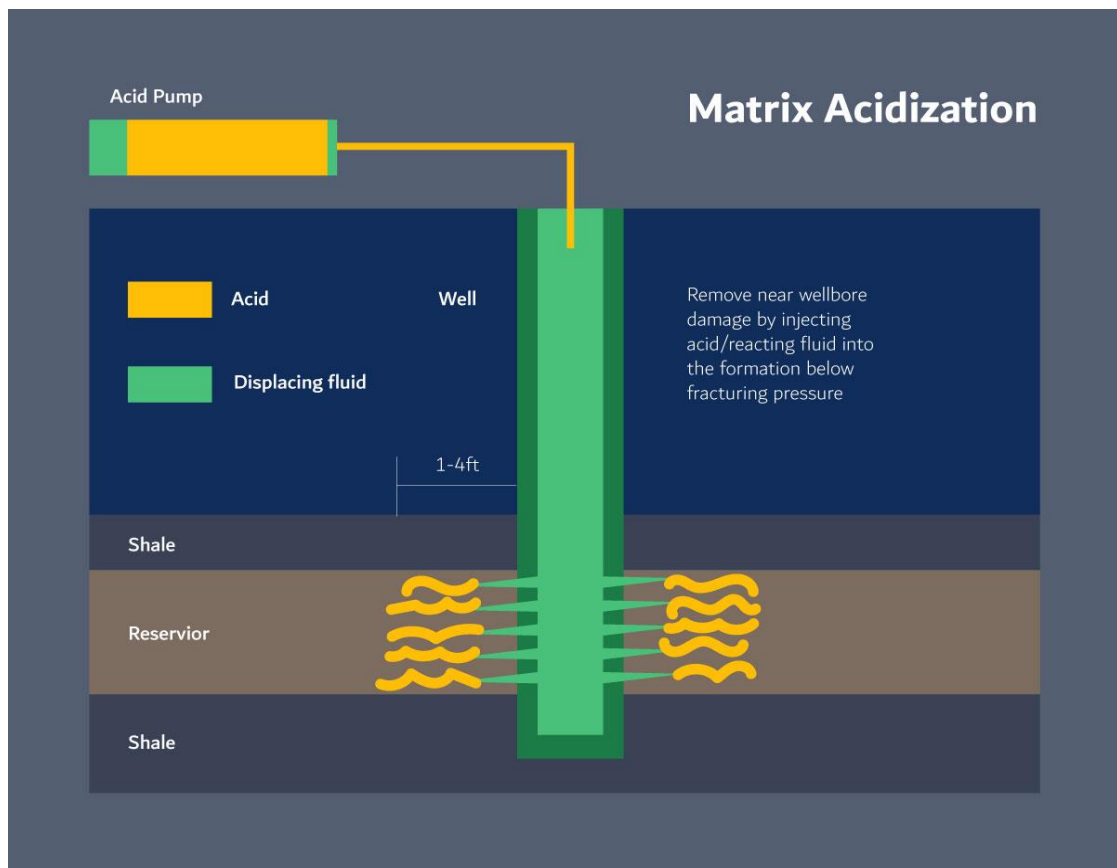 Acid Pump
Matrix Acidization
Acid
Well
Displacing fluid
Remove near wellbore
damage by injecting
acid/reacting fluid into
the formation below
fracturing pressure
1-4ft
Shale
Reservior
Shale